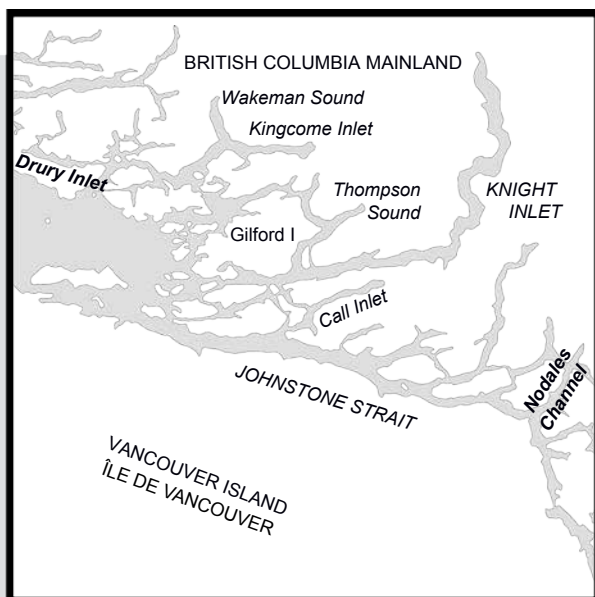 BRITISH COLUMBIA MAINLAND
Wakeman Sound
Kingcome Inlet
Drury Inlet
Thompson
Sound
KNIGHT
INLET
Gilford I
Call Inlet
Nodales
Channel
JOHNSTONE STRAIT
VANCOUVER ISLAND
ÎLE DE VANCOUVER